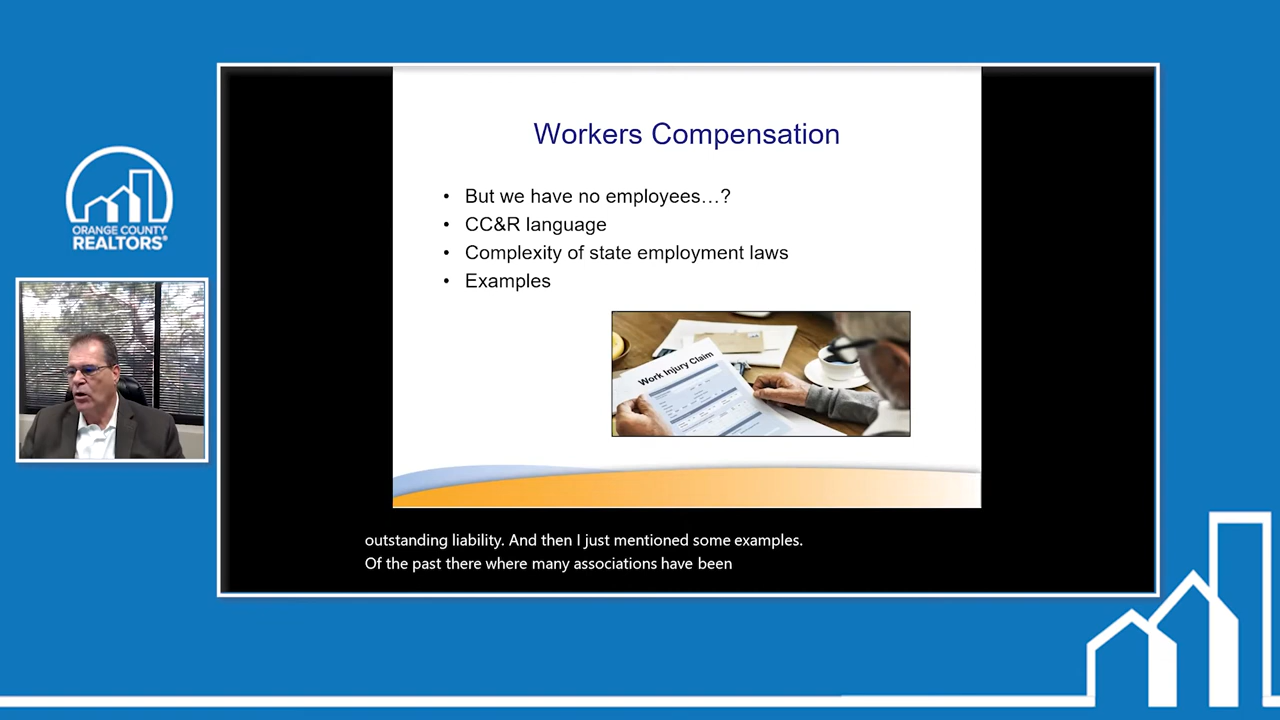 ORANGE COUNTY
REALTORS®
Workers Compensation
• But we have no employees…?
• CC&R language
• Complexity of state employment laws
• Examples
Work Injury Claim
outstanding liability. And then I just mentioned some examples.
Of the past there where many associations have been